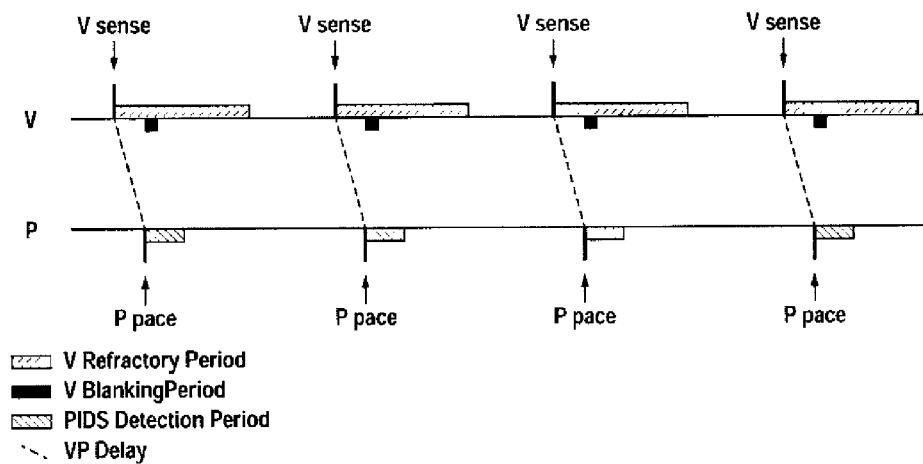 V sense V sense V sense V sense
V
P
P pace P pace P pace P pace
V Refractory Period
V BlankingPeriod
PIDS Detection Period
VP Delay